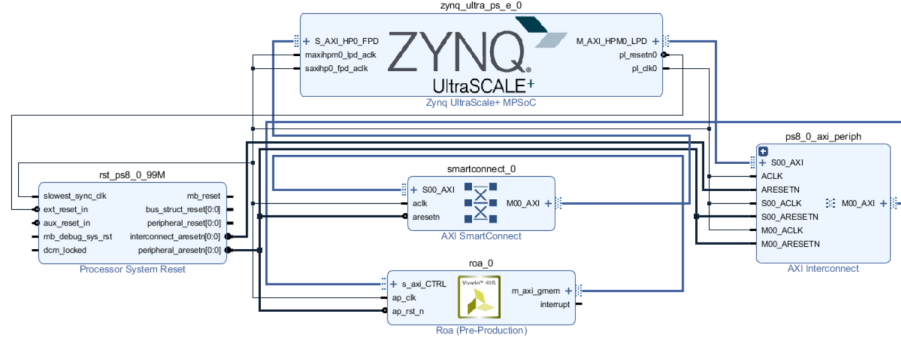 zynq_ultra_ps_e_0
S_AXI_HP0_FPD
maxihpm0_lpd_aclk
saxihp0_fpd_aclk
ZYNQ
UltraSCALE+
M_AXI_HPM0_LPD
pl_resetn0
pl_clk0
Zynq UltraScale+ MPSoC
ps8_0_axi_periph
S00_AXI
ACLK
ARESETN
S00_ACLK
S00_ARESETN
M00_ACLK
M00_ARESETN
M00_AXI
AXI Interconnect
rst_ps8_0_99M
slowest_sync_clk
ext_reset_in
aux_reset_in
mb_debug_sys_rst
dcm_locked
mb_reset
bus_struct_reset[0:0]
peripheral_reset[0:0]
interconnect_aresetn[0:0]
peripheral_aresetn[0:0]
Processor System Reset
smartconnect_0
S00_AXI
aclk
aresetn
M00_AXI
AXI SmartConnect
roa_0
s_axi_CTRL
ap_clk
ap_rst_n
Vivado™ HLS
m_axi_gmem
interrupt
Roa (Pre-Production)